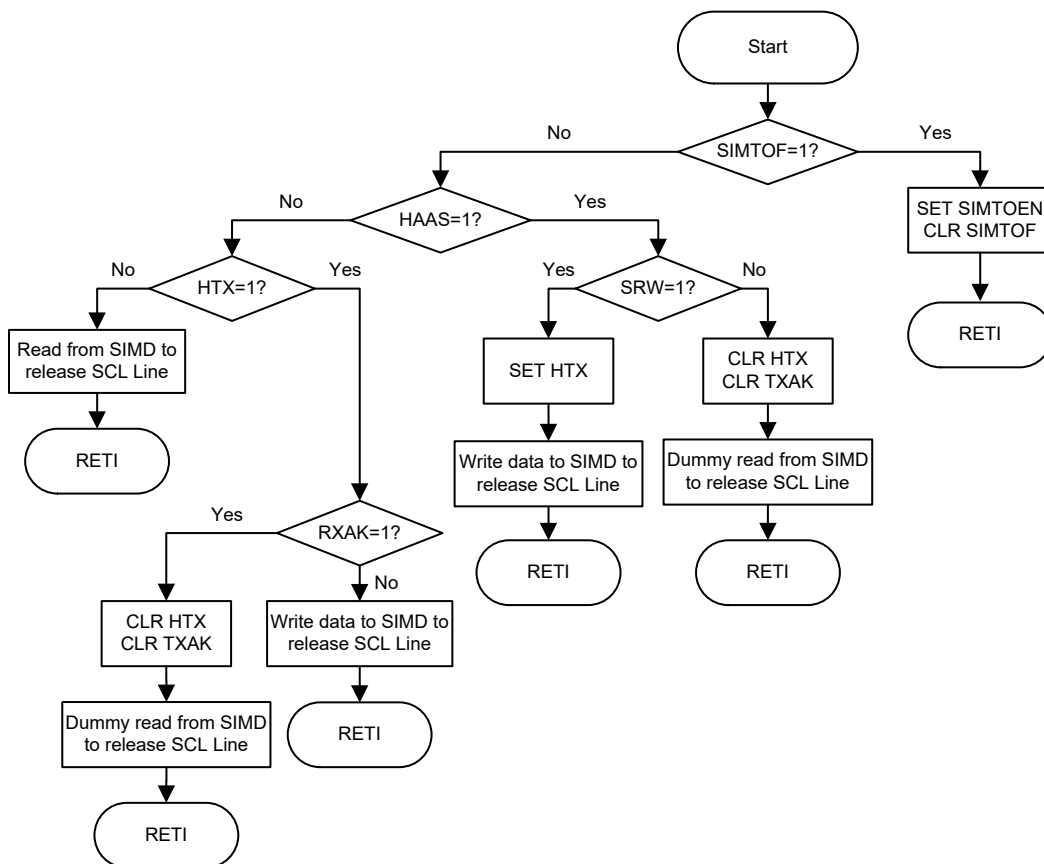 Start
No
Yes
SIMTOF=1?
No
Yes
HAAS=1?
SET SIMTOEN
CLR SIMTOF
No
Yes
HTX=1?
Yes
No
SRW=1?
RETI
Read from SIMD to
release SCL Line
SET HTX
CLR HTX
CLR TXAK
RETI
Write data to SIMD to
release SCL Line
Dummy read from SIMD
to release SCL Line
Yes
RXAK=1?
No
RETI
RETI
CLR HTX
CLR TXAK
Write data to SIMD to
release SCL Line
Dummy read from SIMD
to release SCL Line
RETI
RETI